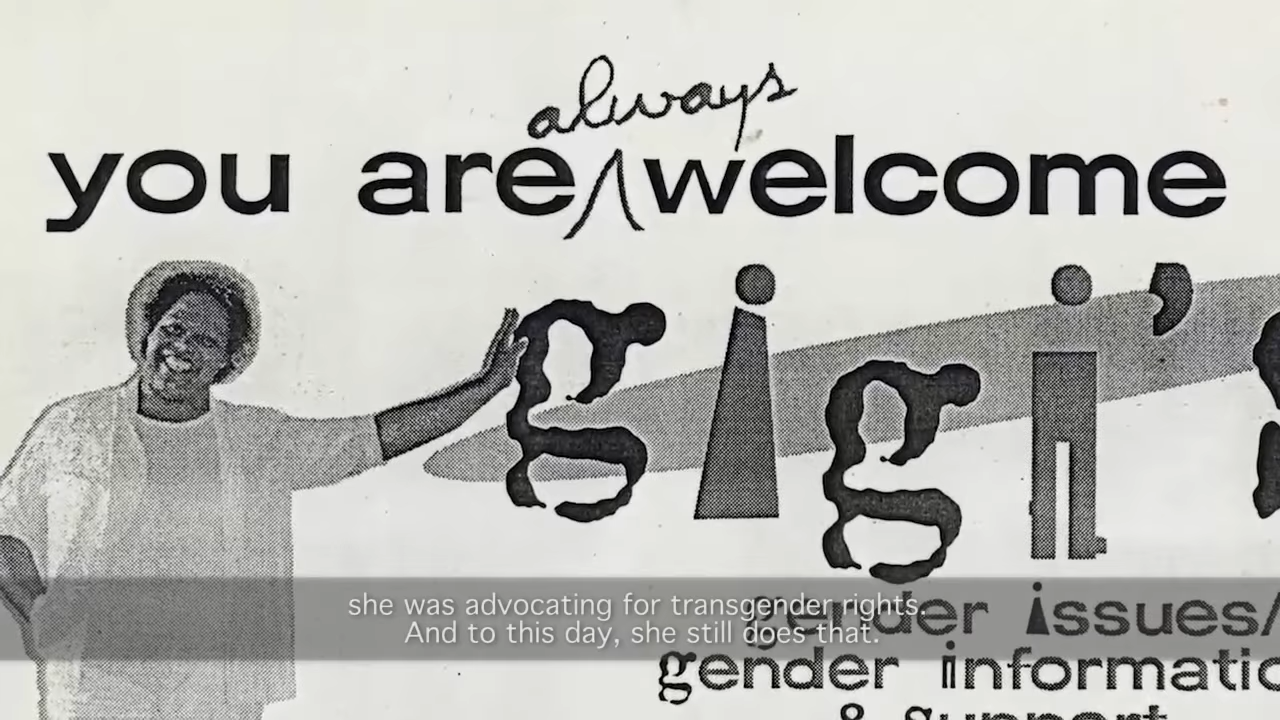 always
you are welcome
gigi's
she was advocating for transgender rights.
And to this day, she still does that.
gender issues/
gender informatio
& Support